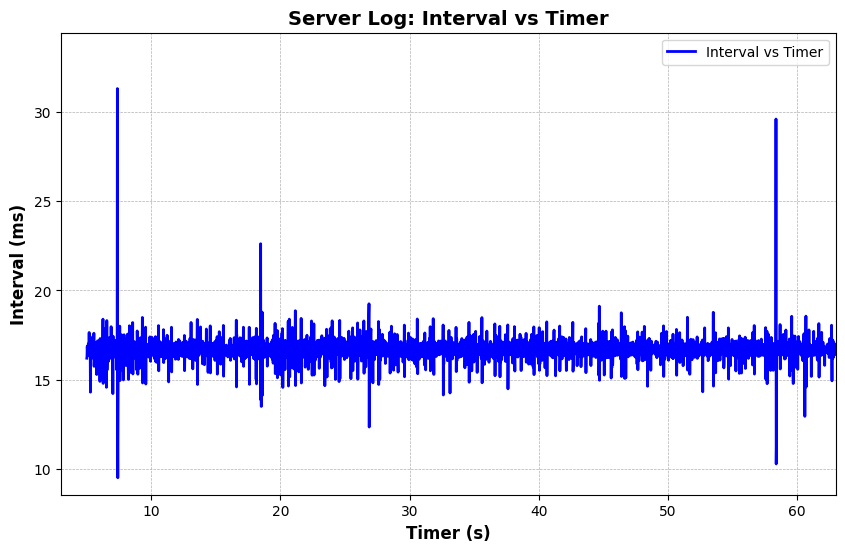 Server Log: Interval vs Timer
Interval vs Timer
30
25
20
15
10
Interval (ms)
10 20 30 40 50 60
Timer (s)